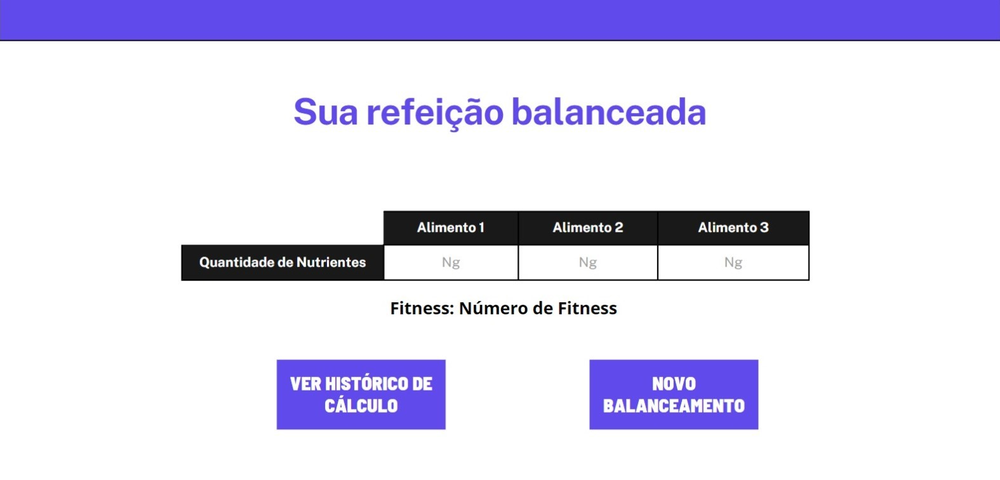 Sua refeição balanceada
Alimento 1 Alimento 2 Alimento 3
Quantidade de Nutrientes Ng Ng Ng
Fitness: Número de Fitness
VER HISTÓRICO DE
CÁLCULO
NOVO
BALANCEAMENTO